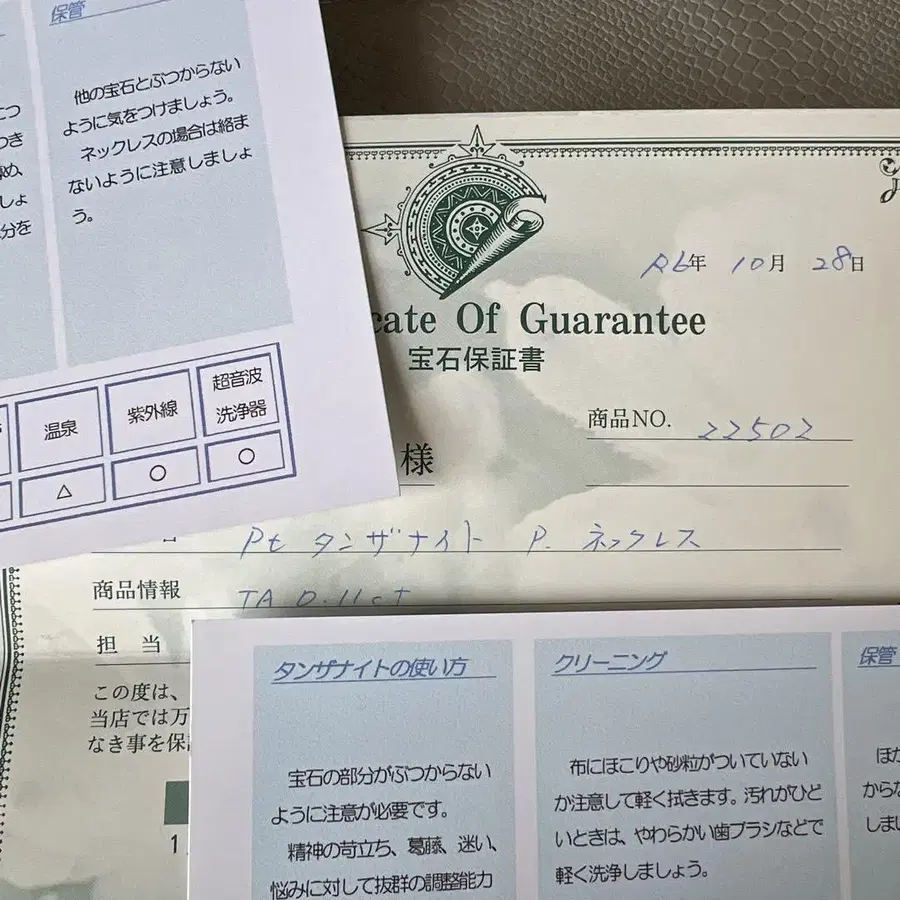 保管
他の宝石とぶつからない
ように気をつけましょう。
ネックレスの場合は絡ま
ないように注意しましょ
う。
温泉
紫外線
超音波
洗浄器
△
○
○
R6年 10月 28日
cate Of Guarantee
宝石保証書
商品NO. 22502
様
Pt タンザナイト P. ネックレス
商品情報 TA 0.11ct
担 当
この度は、
当店では万
なき事を保
タンザナイトの使い方
宝石の部分がぶつからない
ように注意が必要です。
精神の苛立ち、葛藤、迷い、
悩みに対して抜群の調整能力
クリーニング
布にほこりや砂粒がついていない
か注意して軽く拭きます。汚れがひど
いときは、やわらかい歯ブラシなどで
軽く洗浄しましょう。
保管
ほか
からな
しまし